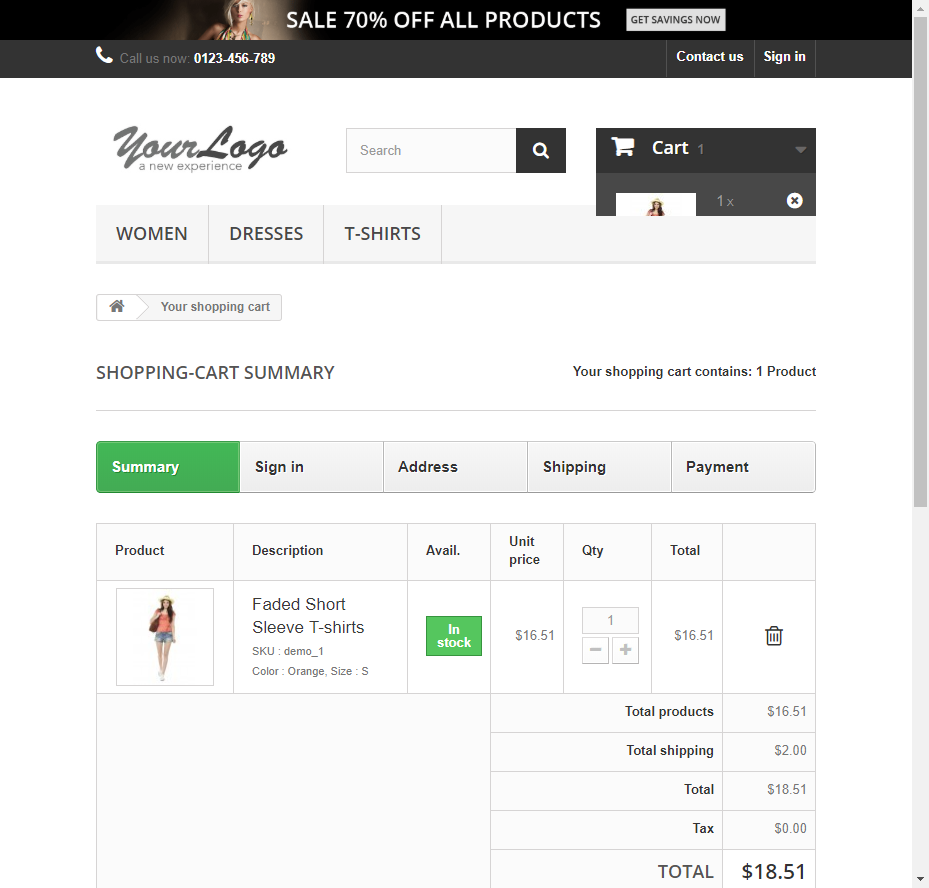 SALE 70% OFF ALL PRODUCTS GET SAVINGS NOW
Call us now: 0123-456-789
Contact us
Sign in
YourLogo
a new experience
Search
Cart 1
1 x
WOMEN
DRESSES
T-SHIRTS
Your shopping cart
SHOPPING-CART SUMMARY
Your shopping cart contains: 1 Product
Summary
Sign in
Address
Shipping
Payment
Product
Description
Avail.
Unit
price
Qty
Total
Faded Short
Sleeve T-shirts
SKU : demo_1
Color : Orange, Size : S
In
stock
$16.51
1
$16.51
Total products $16.51
Total shipping $2.00
Total $18.51
Tax $0.00
TOTAL $18.51